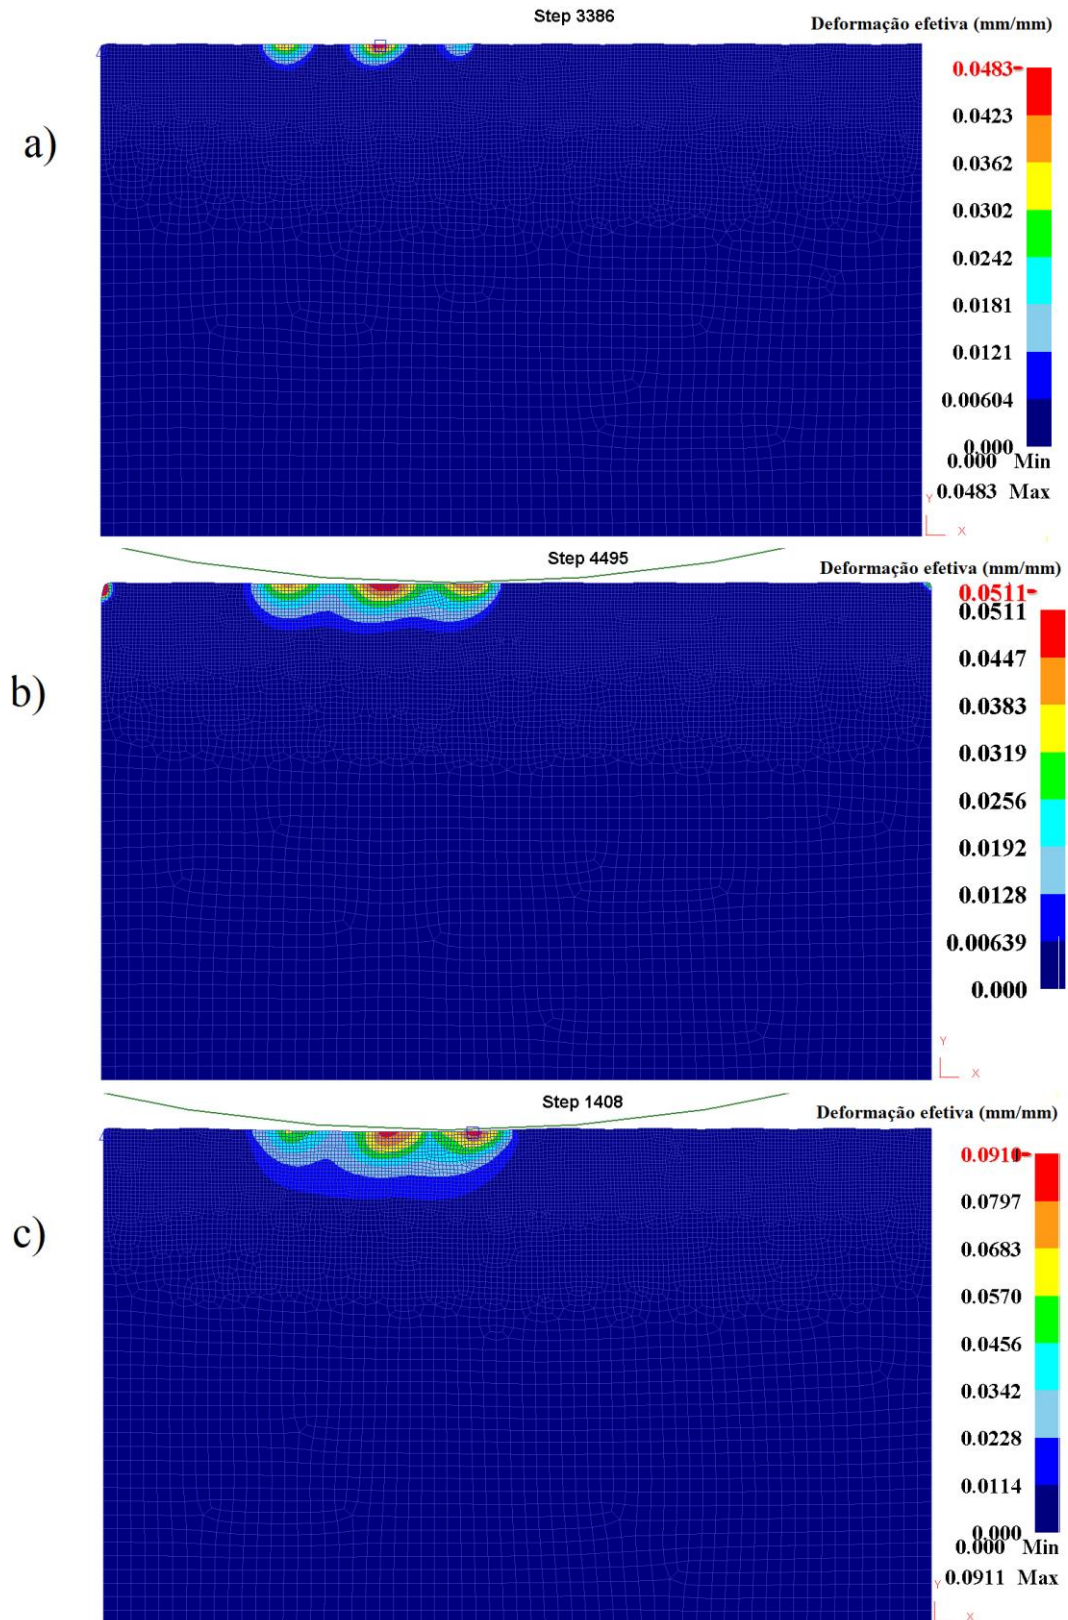 Step 3386
Deformação efetiva (mm/mm)
a)
0.0483
0.0423
0.0362
0.0302
0.0242
0.0181
0.0121
0.00604
0.000
0.000 Min
0.0483 Max
Y
X
Step 4495
Deformação efetiva (mm/mm)
b)
0.0511
0.0511
0.0447
0.0383
0.0319
0.0256
0.0192
0.0128
0.00639
0.000
Y
X
Step 1408
Deformação efetiva (mm/mm)
c)
0.0910
0.0797
0.0683
0.0570
0.0456
0.0342
0.0228
0.0114
0.000
0.000 Min
0.0911 Max
Y
X